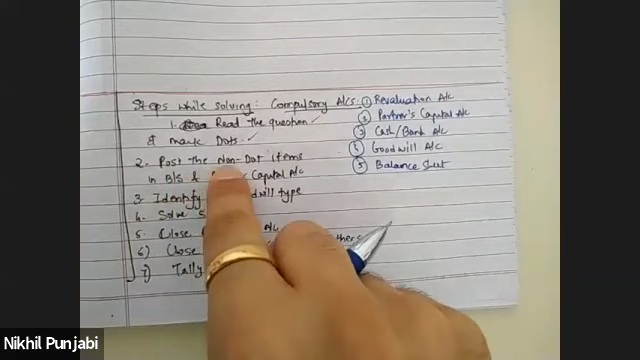 Steps while solving: Compulsory A/cs: ① Revaluation A/c
1. Read the question ✓ ② Partner's Capital A/c
& mark Dots. ✓ ③ Cash/Bank A/c
2. Post the Non-Dot items ④ Goodwill A/c
in B/S & Capital A/c ⑤ Balance Sheet
3. Identify type
4. Solve
5. Close A/c
6) Close thers
7) Tally
Nikhil Punjabi